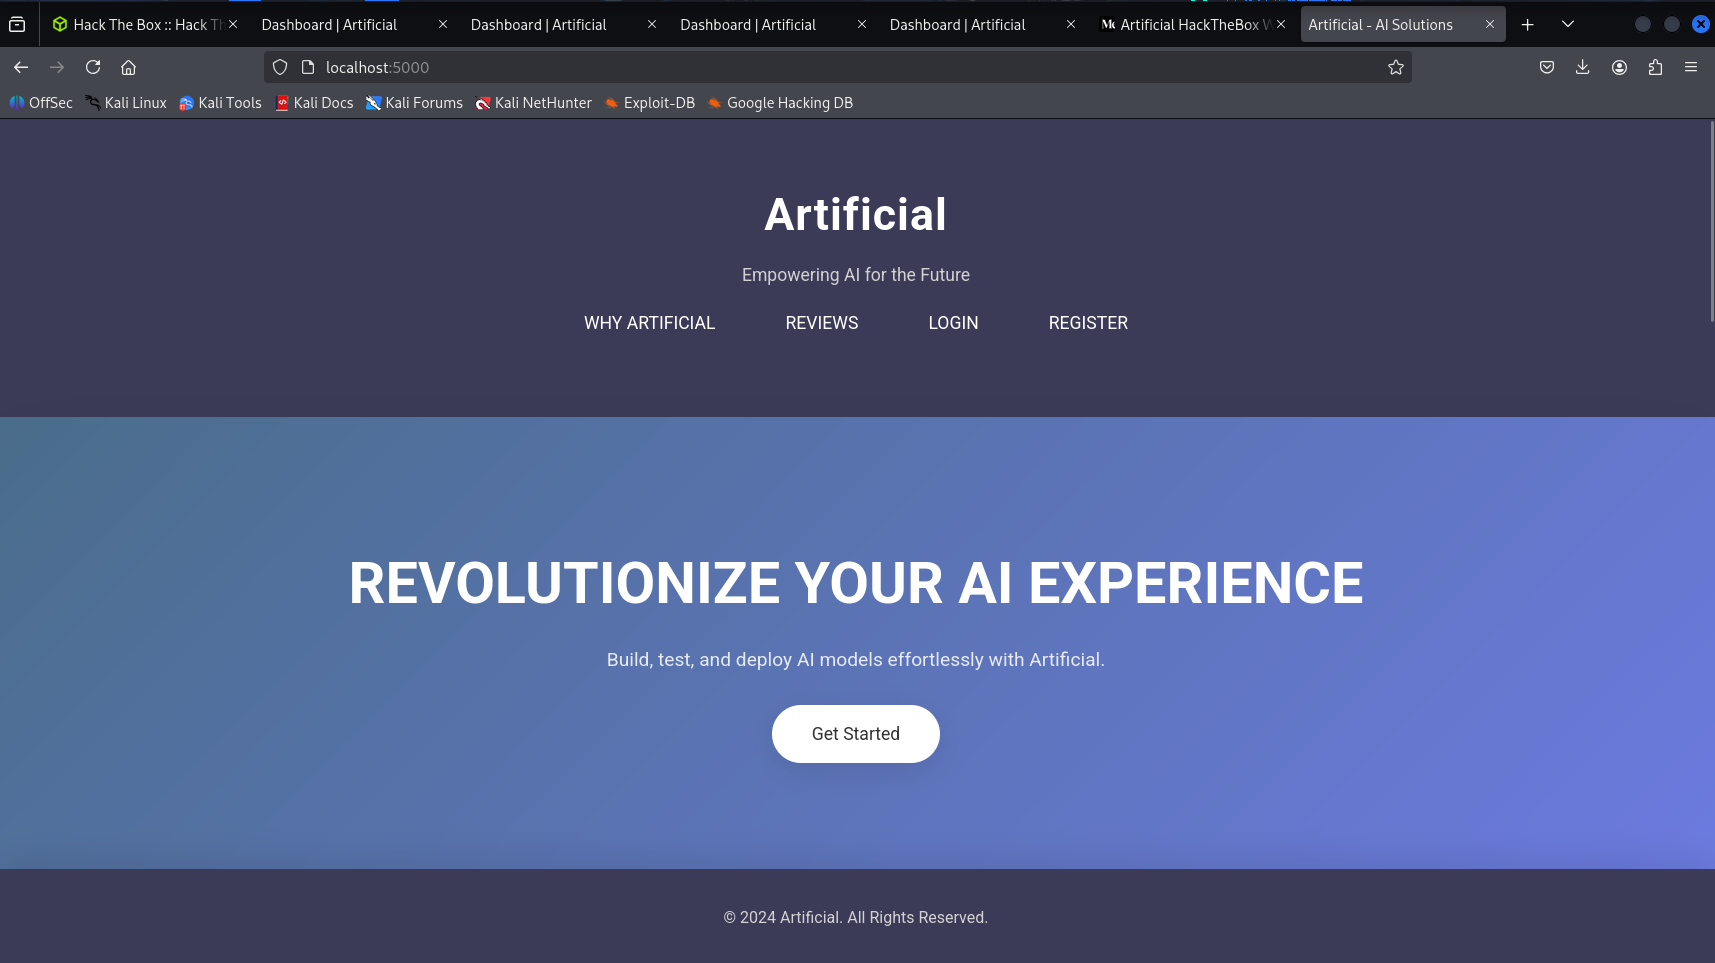 Hack The Box :: Hack Th
Dashboard | Artificial
Dashboard | Artificial
Dashboard | Artificial
Dashboard | Artificial
Artificial HackTheBox W
Artificial - AI Solutions
localhost:5000
OffSec
Kali Linux
Kali Tools
Kali Docs
Kali Forums
Kali NetHunter
Exploit-DB
Google Hacking DB
Artificial
Empowering AI for the Future
WHY ARTIFICIAL
REVIEWS
LOGIN
REGISTER
REVOLUTIONIZE YOUR AI EXPERIENCE
Build, test, and deploy AI models effortlessly with Artificial.
Get Started
© 2024 Artificial. All Rights Reserved.